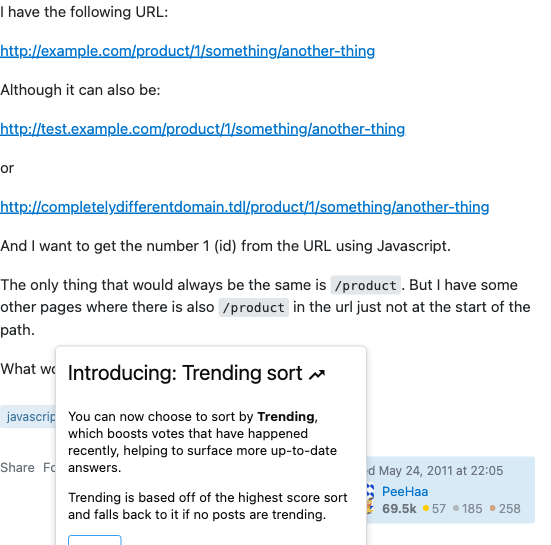 I have the following URL:
http://example.com/product/1/something/another-thing
Although it can also be:
http://test.example.com/product/1/something/another-thing
or
http://completelydifferentdomain.tdl/product/1/something/another-thing
And I want to get the number 1 (id) from the URL using Javascript.
The only thing that would always be the same is /product. But I have some
other pages where there is also /product in the url just not at the start of the
path.
What
Introducing: Trending sort
You can now choose to sort by Trending,
which boosts votes that have happened
recently, helping to surface more up-to-date
answers.
Trending is based off of the highest score sort
and falls back to it if no posts are trending.
javascrip
Share
May 24, 2011 at 22:05
PeeHaa
69.5k 57 185 258